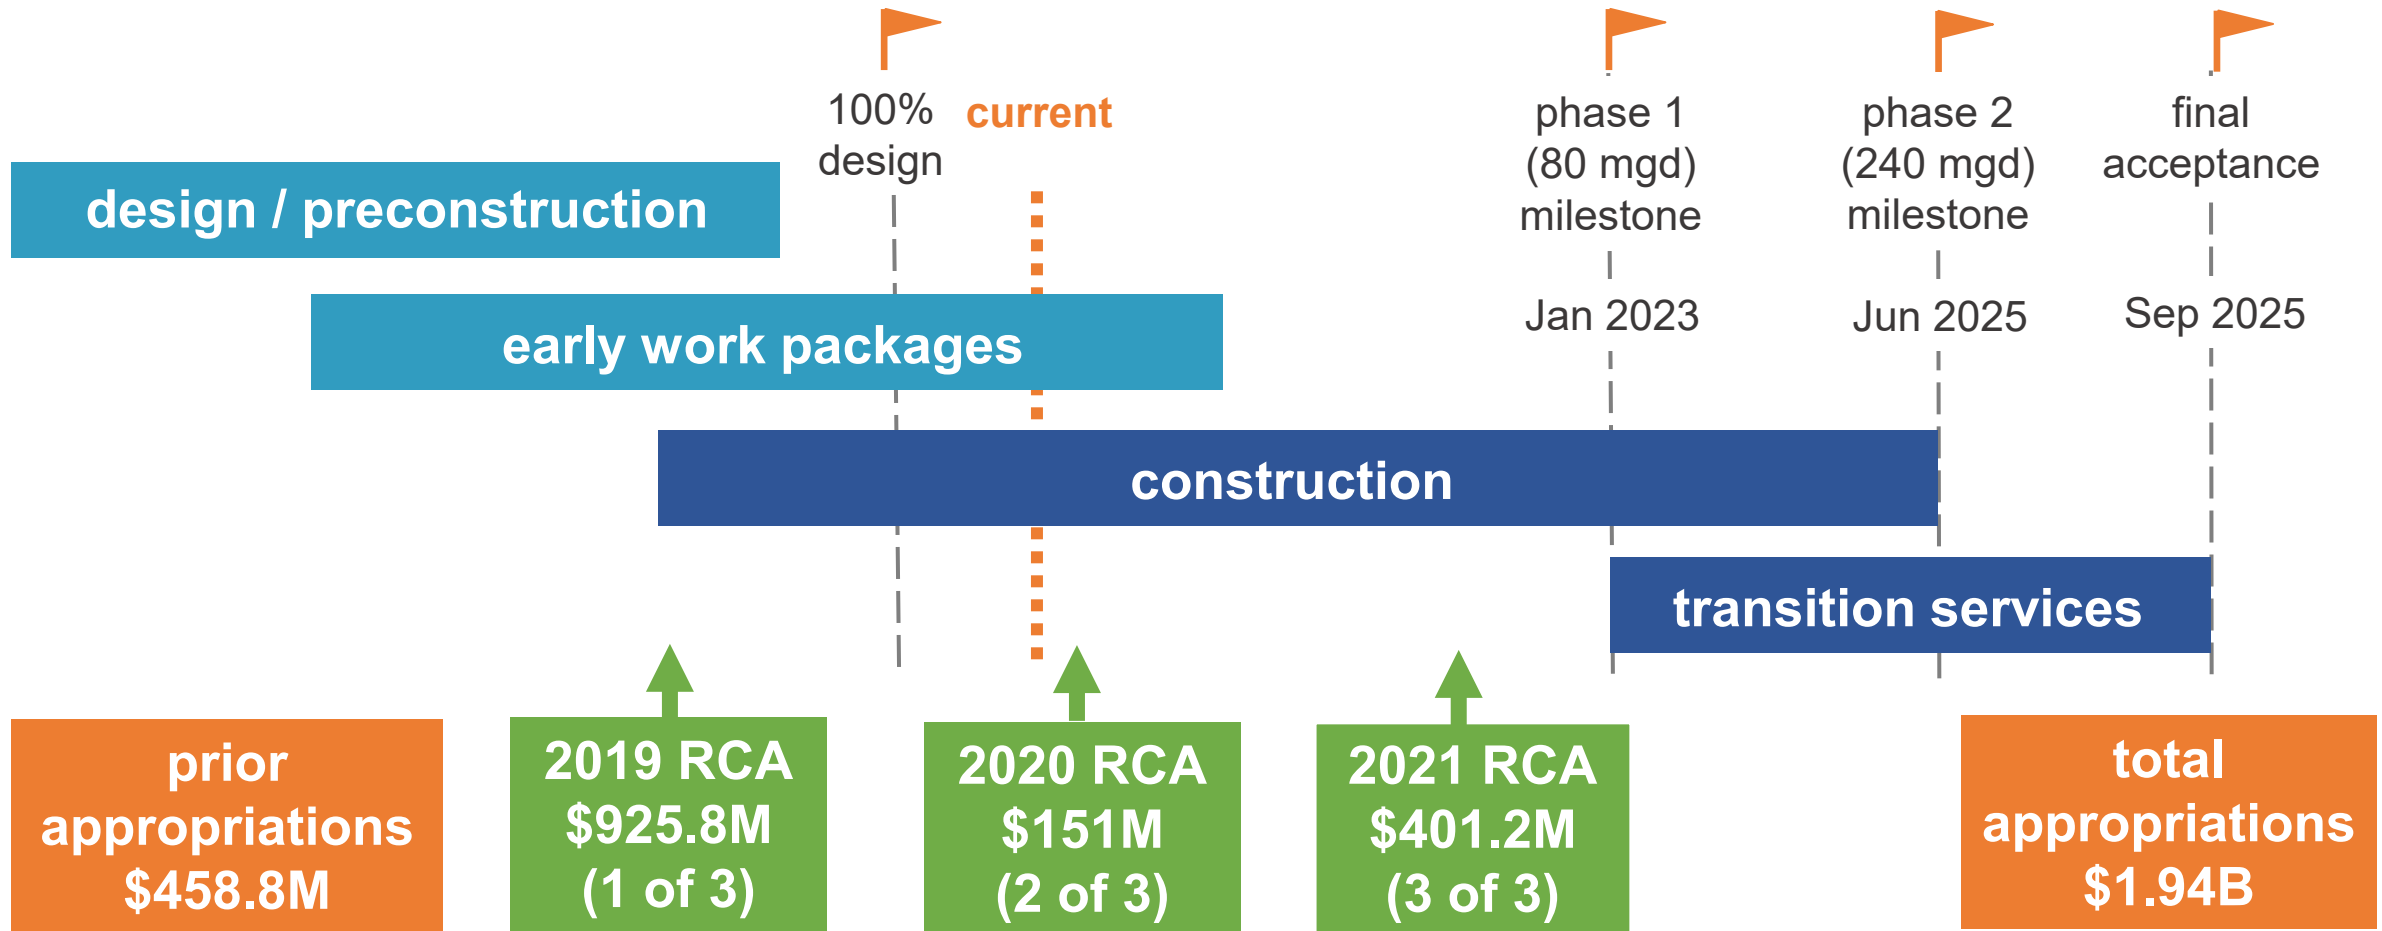 100%
design
current
phase 1
(80 mgd)
milestone
phase 2
(240 mgd)
milestone
final
acceptance
design / preconstruction
Jan 2023
Jun 2025
Sep 2025
early work packages
construction
transition services
prior
appropriations
$458.8M
2019 RCA
$925.8M
(1 of 3)
2020 RCA
$151M
(2 of 3)
2021 RCA
$401.2M
(3 of 3)
total
appropriations
$1.94B